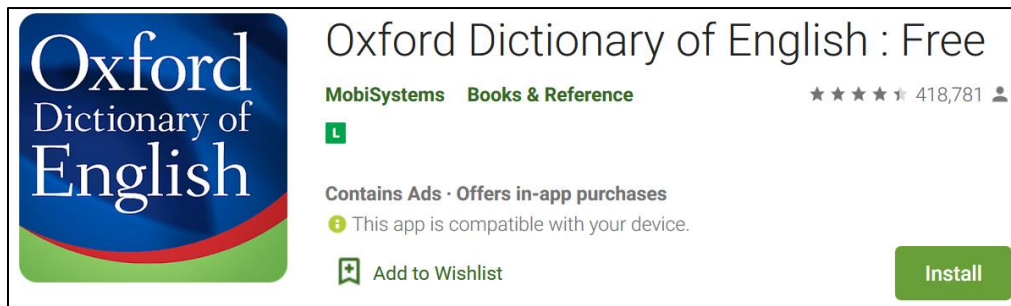 Oxford
Dictionary of
English
Oxford Dictionary of English : Free
MobiSystems Books & Reference 418,781
L
Contains Ads · Offers in-app purchases
This app is compatible with your device.
Add to Wishlist Install